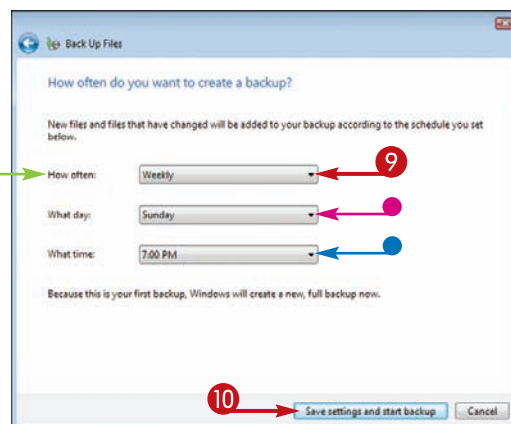 Back Up Files
How often do you want to create a backup?
New files and files that have changed will be added to your backup according to the schedule you set
below.
How often: Weekly 9
What day: Sunday
What time: 7:00 PM
Because this is your first backup, Windows will create a new, full backup now.
10 Save settings and start backup Cancel